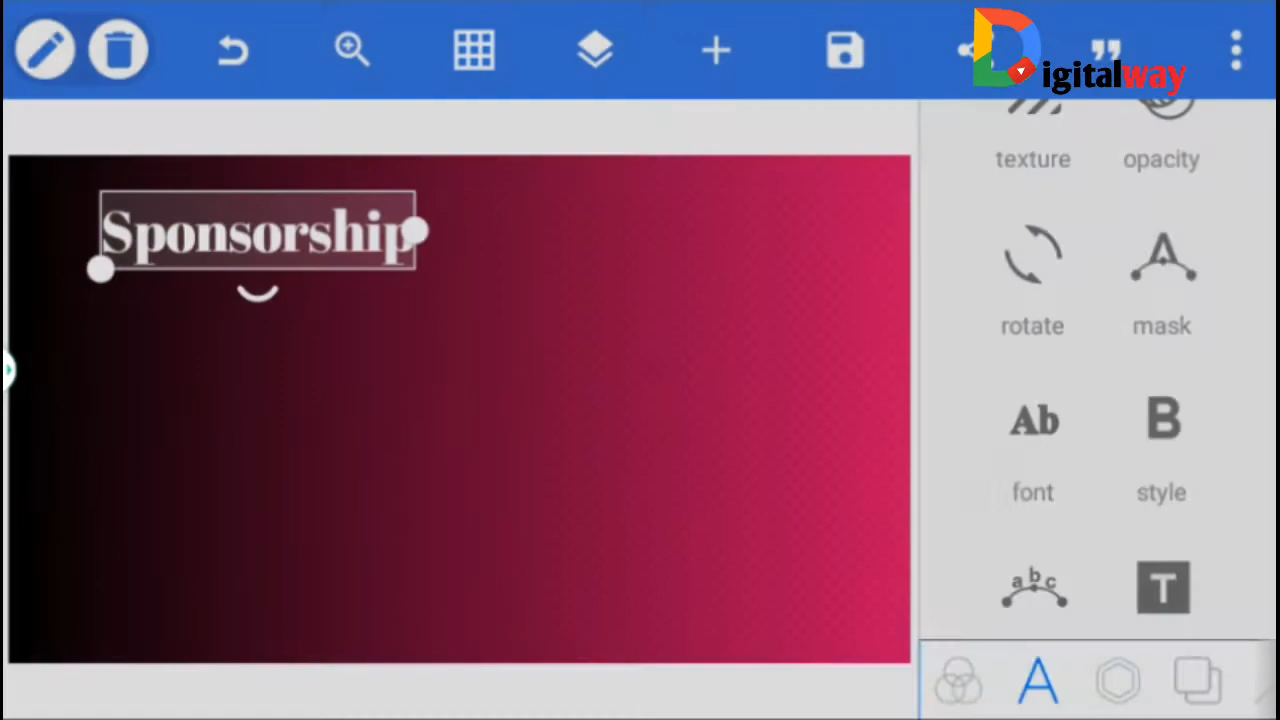 Digitalway
texture opacity
Sponsorship
rotate mask
A
Ab B
font style
abc T
A